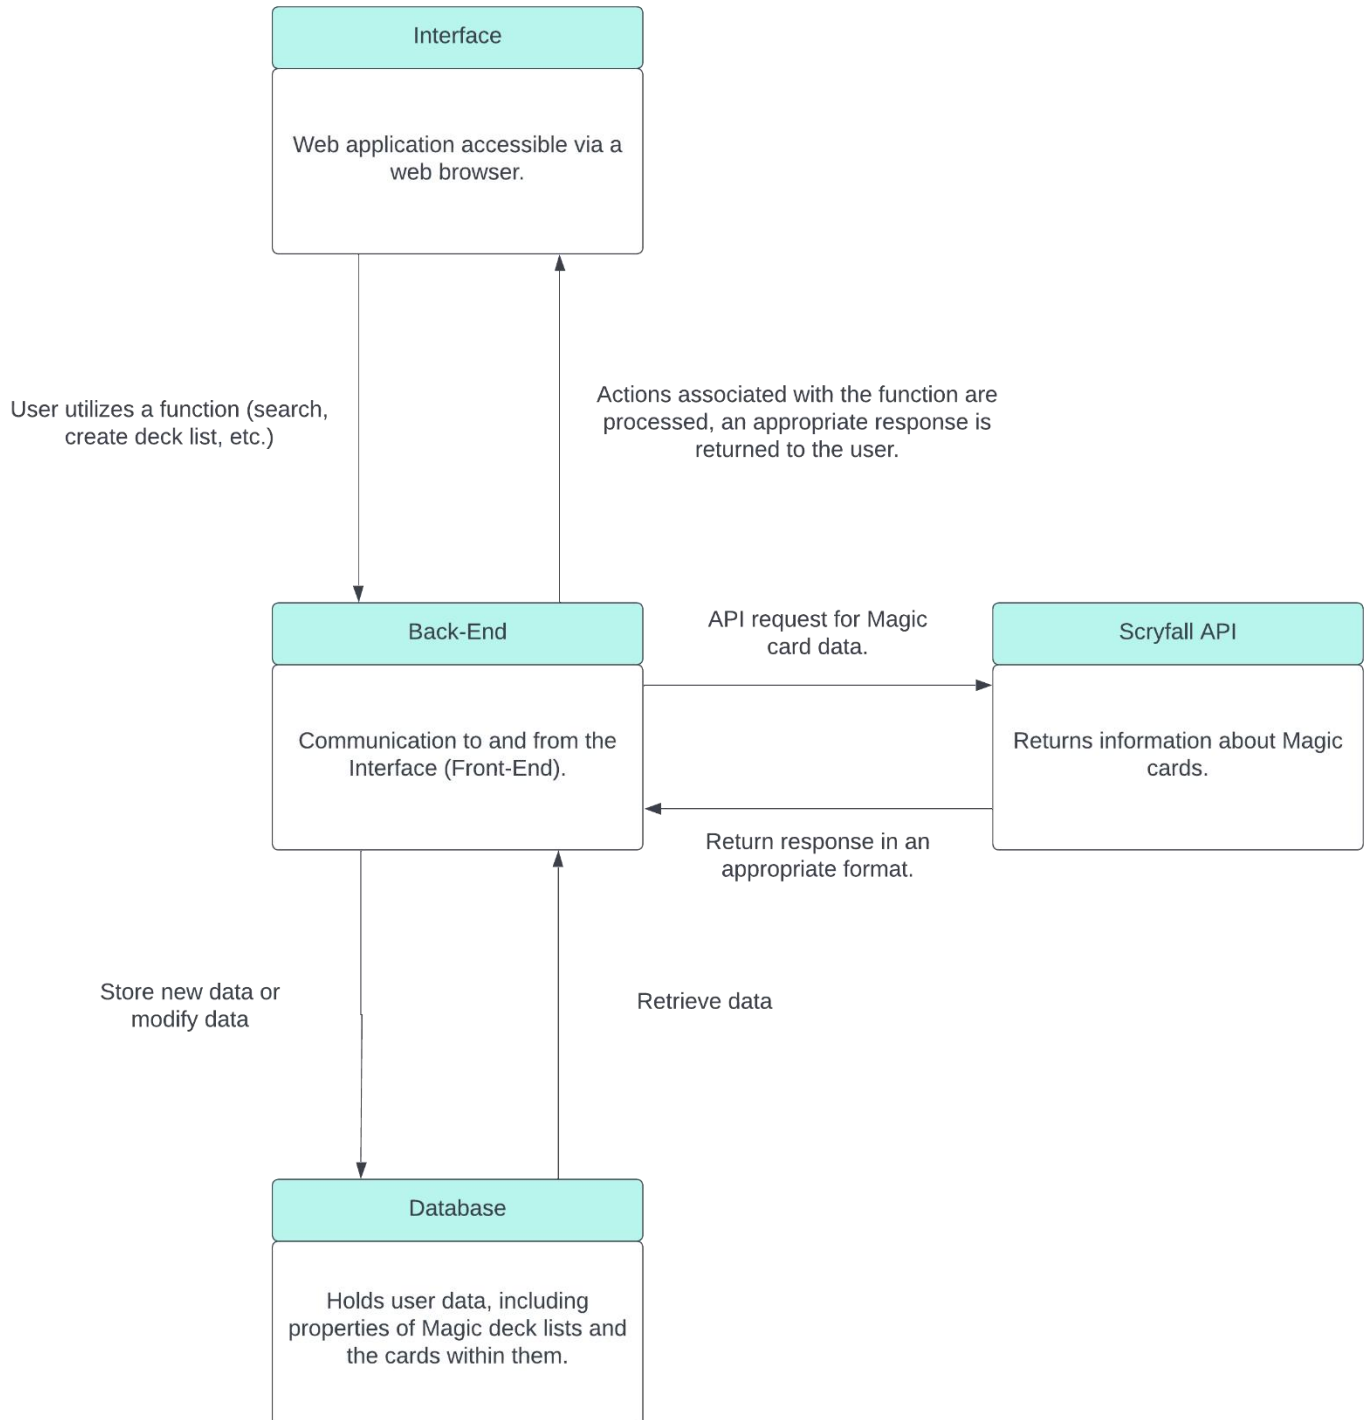 Interface
Web application accessible via a
web browser.
User utilizes a function (search,
create deck list, etc.)
Actions associated with the function are
processed, an appropriate response is
returned to the user.
Back-End
Communication to and from the
Interface (Front-End).
API request for Magic
card data.
Return response in an
appropriate format.
Scryfall API
Returns information about Magic
cards.
Store new data or
modify data
Retrieve data
Database
Holds user data, including
properties of Magic deck lists and
the cards within them.